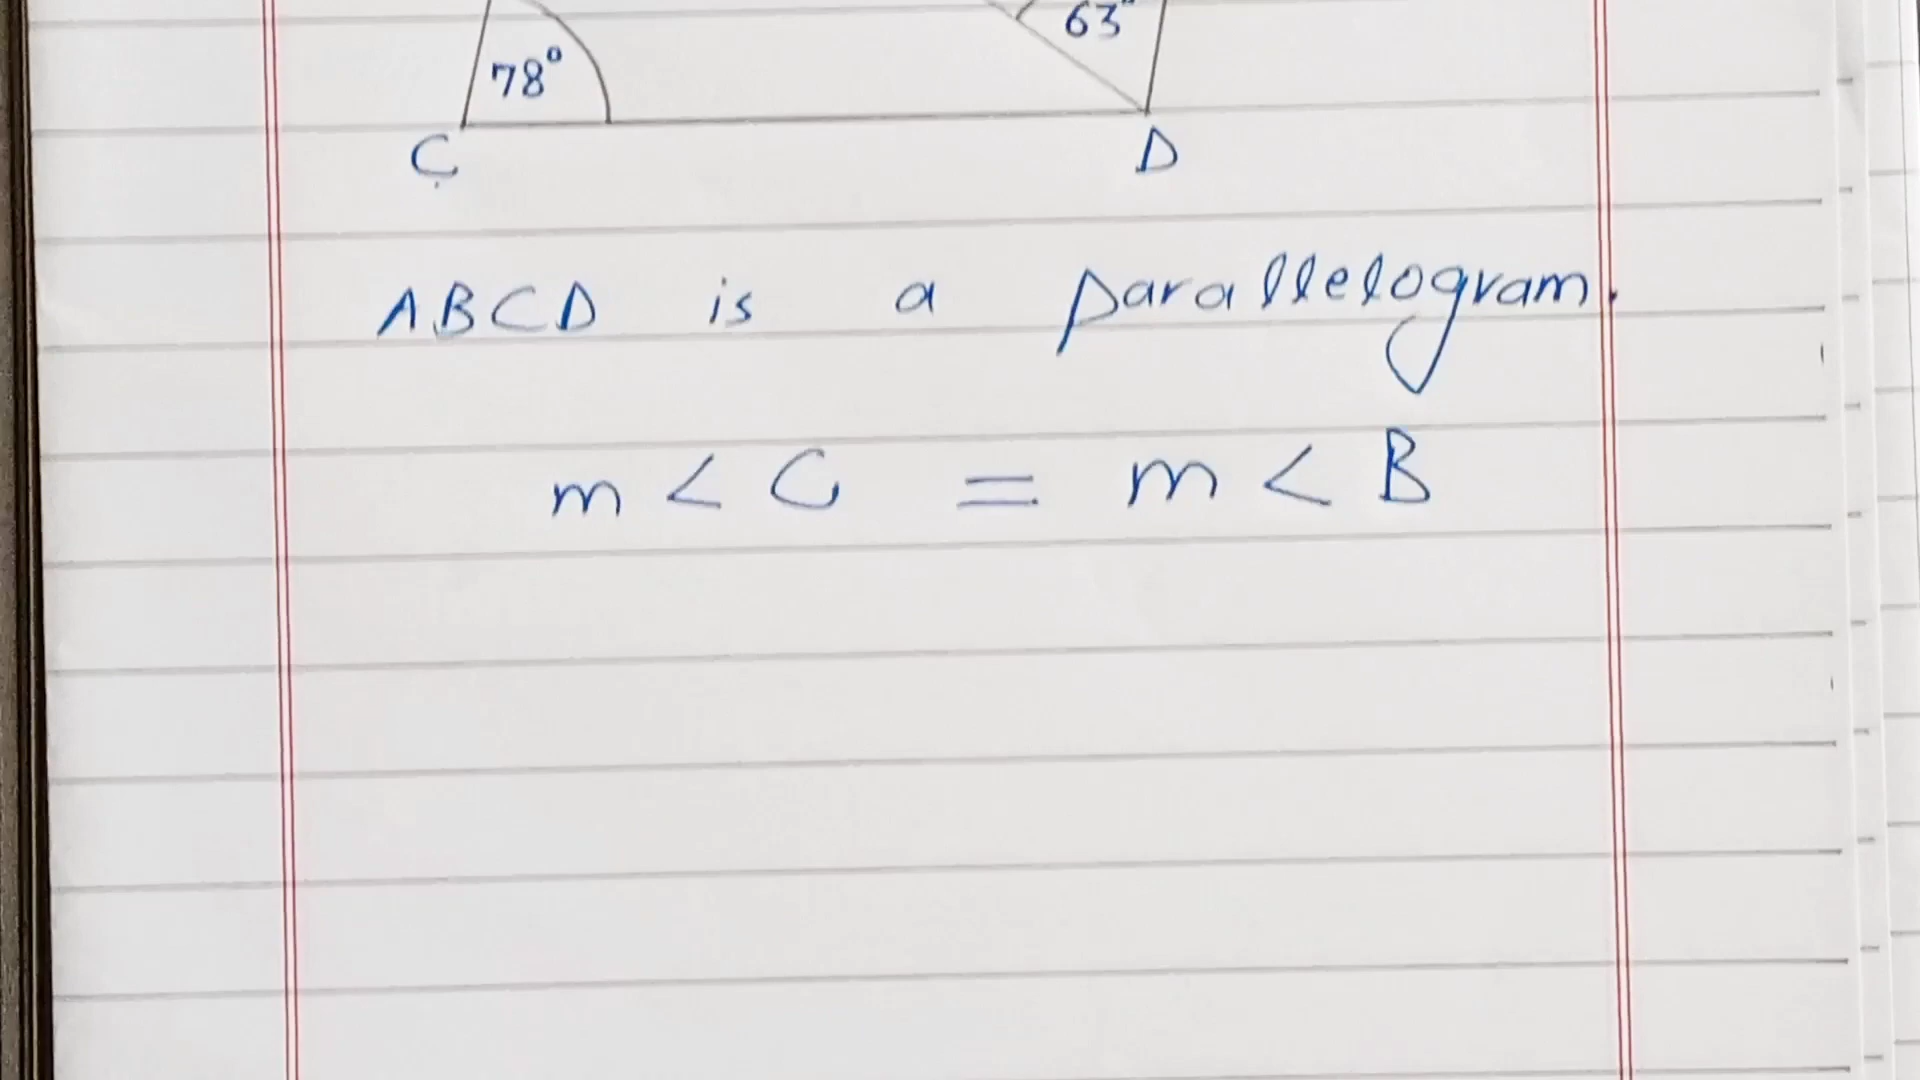 63°
78°
C D
ABCD is a parallelogram.
m < C = m < B